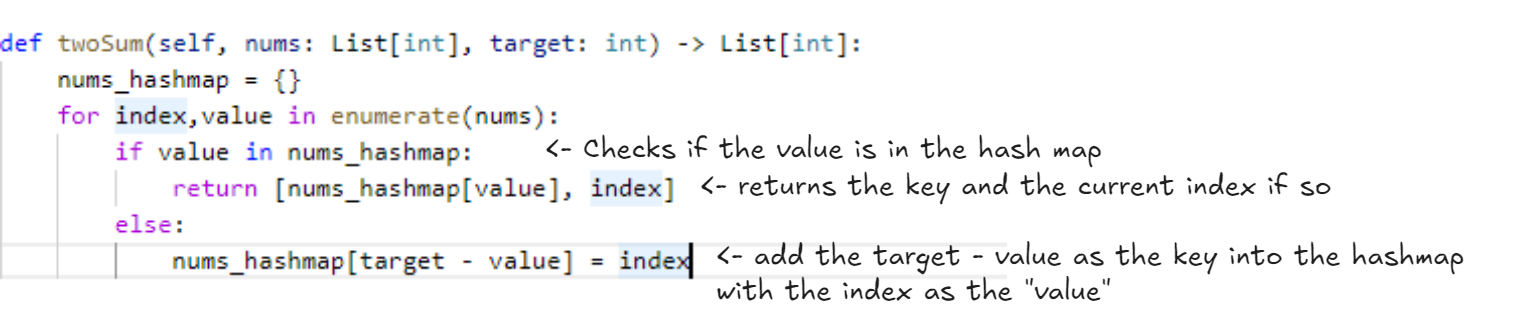 def twoSum(self, nums: List[int], target: int) -> List[int]:
    nums_hashmap = {}
    for index,value in enumerate(nums):
        if value in nums_hashmap:     <- Checks if the value is in the hash map
            return [nums_hashmap[value], index]  <- returns the key and the current index if so
        else:
            nums_hashmap[target - value] = index  <- add the target - value as the key into the hashmap
with the index as the "value"